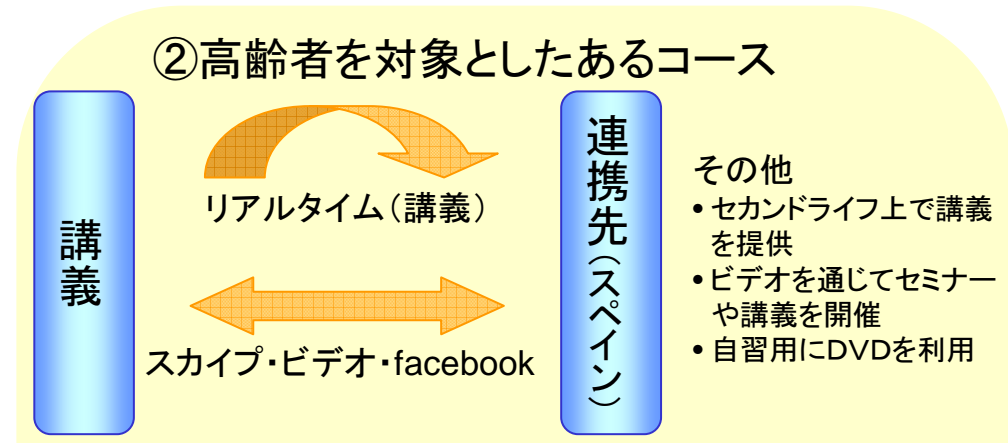 ②高齢者を対象としたあるコース
講義
リアルタイム（講義）
スカイプ・ビデオ・facebook
連携先（スペイン）
その他
• セカンドライフ上で講義
を提供
• ビデオを通じてセミナー
や講義を開催
• 自習用にＤＶＤを利用